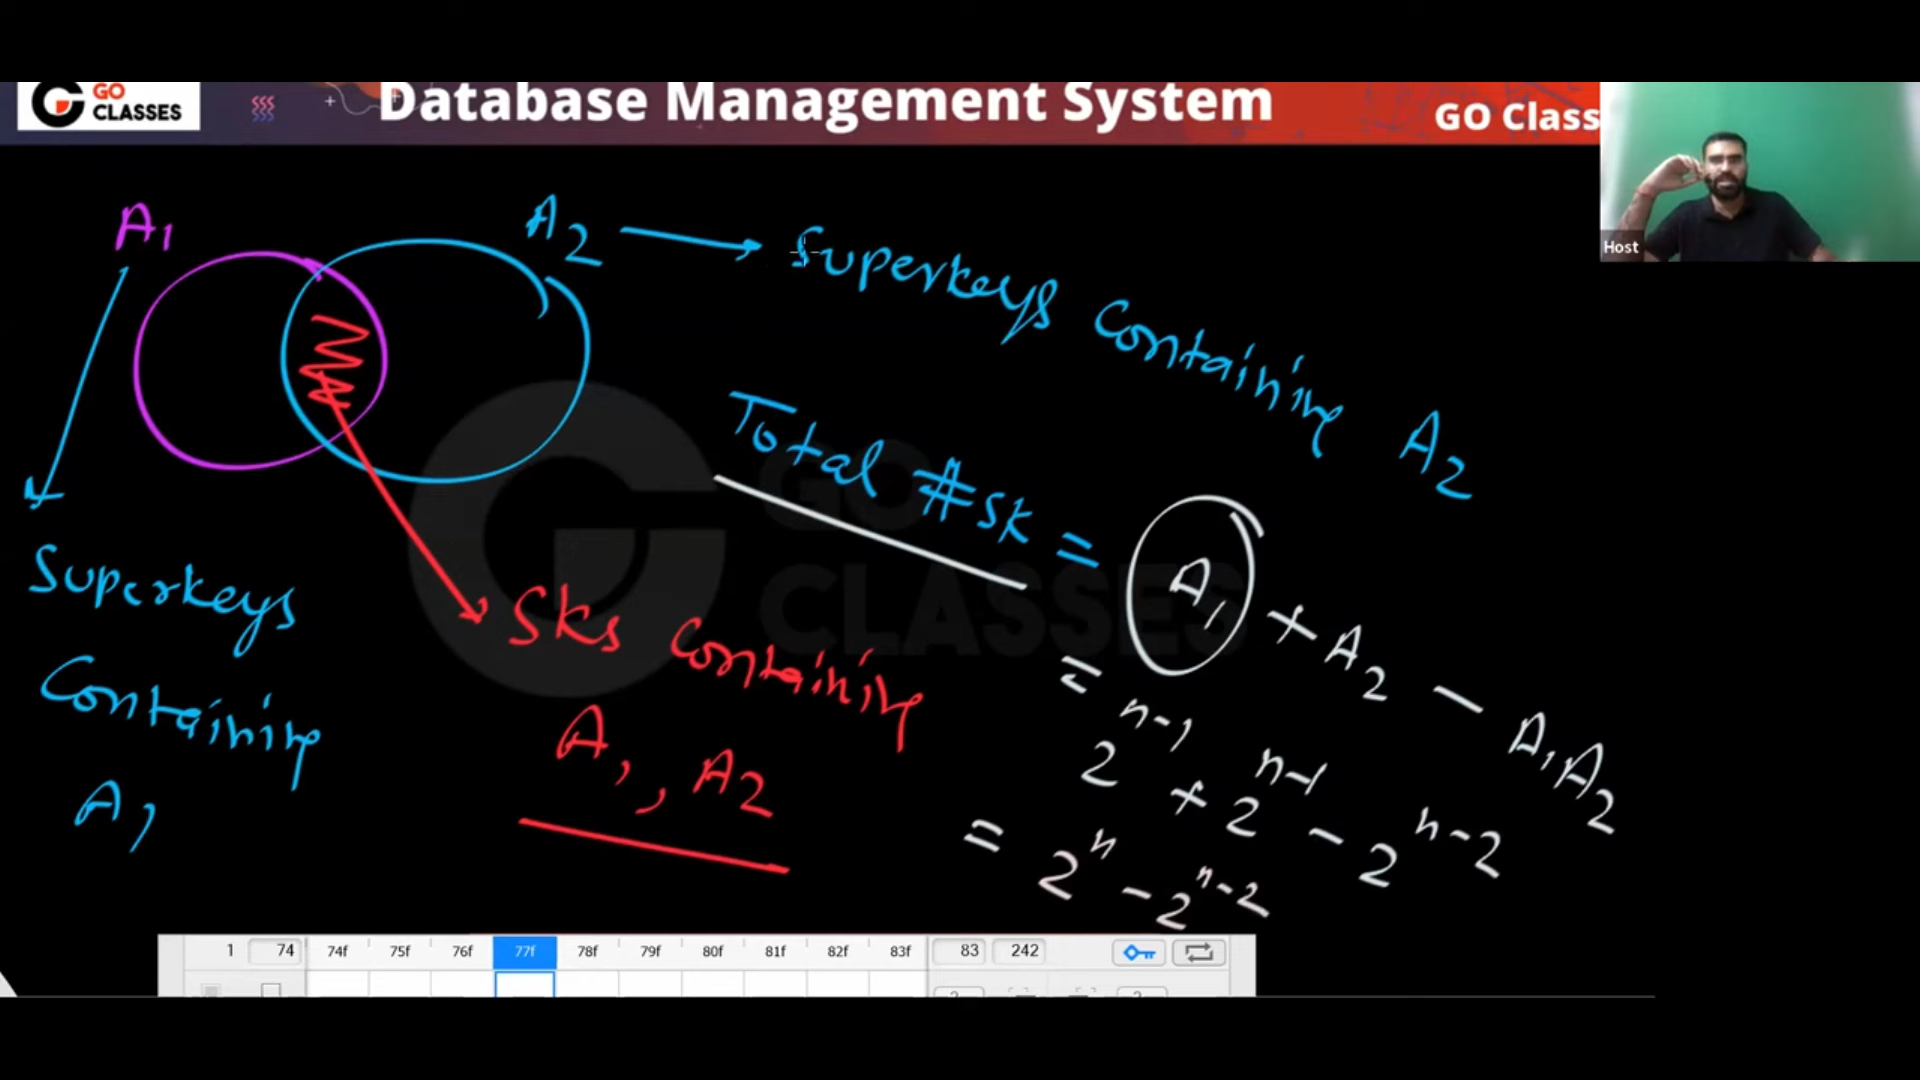 GO
CLASSES
Database Management System
GO Class
Host
A1
A2 → Superkeys Containing A2
Total #SK = A1 + A2 - A1A2
= 2^n-1 + 2^n-1 - 2^n-2
= 2^n - 2^n-2
Superkeys
Containing
A1
Sks Containing
A1, A2
GO
CLASSES
1 74 74f 75f 76f 77f 78f 79f 80f 81f 82f 83f 83 242